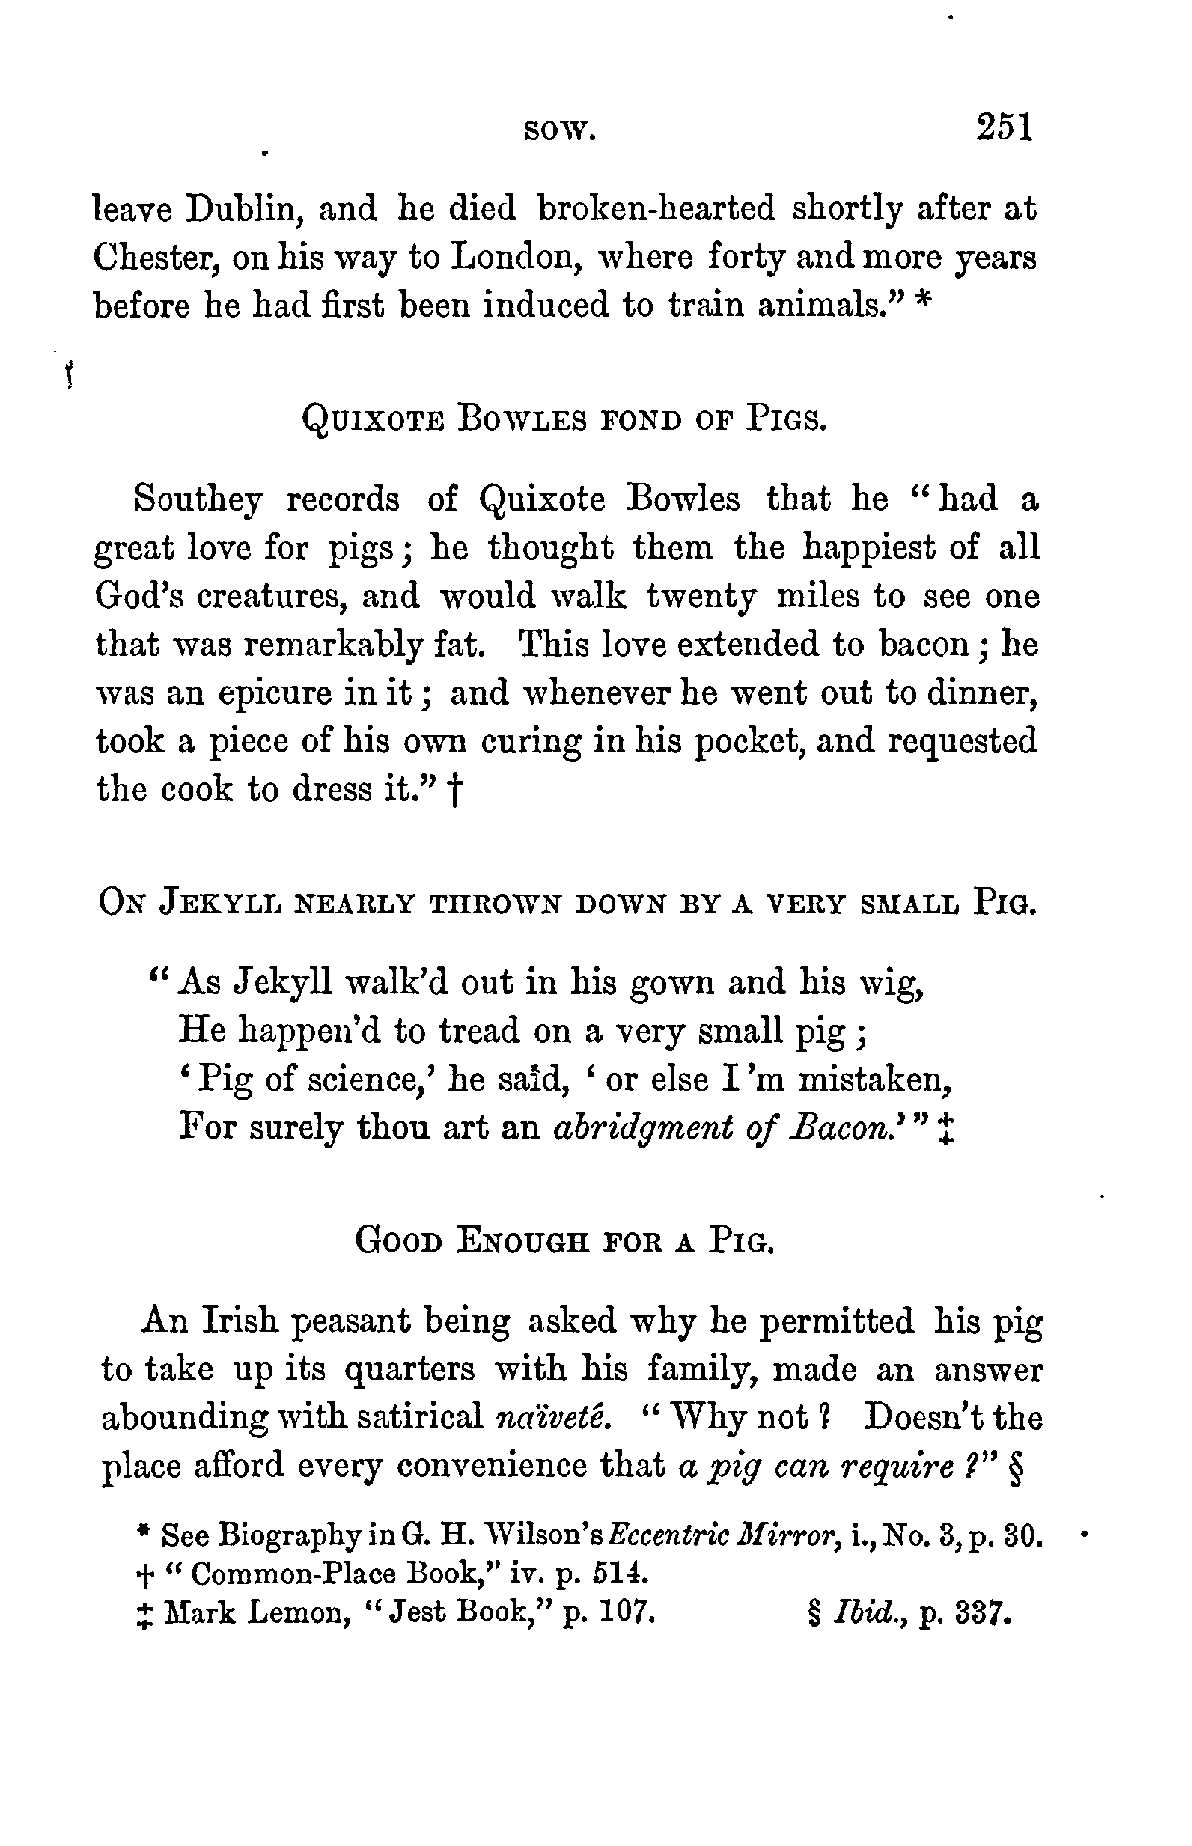 SOW. 251
leave Dublin, and he died broken-hearted shortly after at
Chester, on his way to London, where forty and more years
before he had first been induced to train animals.” *
QUIXOTE BOWLES FOND OF PIGS.
Southey records of Quixote Bowles that he “had a
great love for pigs; he thought them the happiest of all
God’s creatures, and would walk twenty miles to see one
that was remarkably fat. This love extended to bacon; he
was an epicure in it; and whenever he went out to dinner,
took a piece of his own curing in his pocket, and requested
the cook to dress it.” †
ON JEKYLL NEARLY THROWN DOWN BY A VERY SMALL PIG.
“As Jekyll walk’d out in his gown and his wig,
He happen’d to tread on a very small pig;
‘Pig of science,’ he said, ‘or else I’m mistaken,
For surely thou art an abridgment of Bacon.’” ‡
GOOD ENOUGH FOR A PIG.
An Irish peasant being asked why he permitted his pig
to take up its quarters with his family, made an answer
abounding with satirical naïveté. “Why not? Doesn’t the
place afford every convenience that a pig can require?” §
* See Biography in G. H. Wilson’s Eccentric Mirror, i., No. 3, p. 30.
† “Common-Place Book,” iv. p. 514.
‡ Mark Lemon, “Jest Book,” p. 107. § Ibid., p. 337.